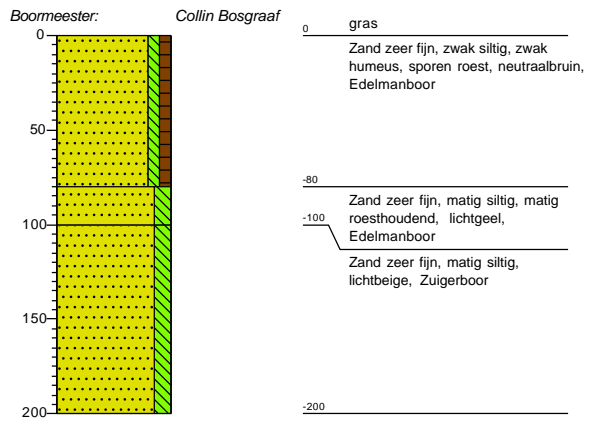 Boormeester: Collin Bosgraaf
0
50
100
150
200
0 gras
Zand zeer fijn, zwak siltig, zwak
humeus, sporen roest, neutraalbruin,
Edelmanboor
-80
Zand zeer fijn, matig siltig, matig
roesthoudend, lichtgeel,
Edelmanboor
-100
Zand zeer fijn, matig siltig,
lichtbeige, Zuigerboor
-200